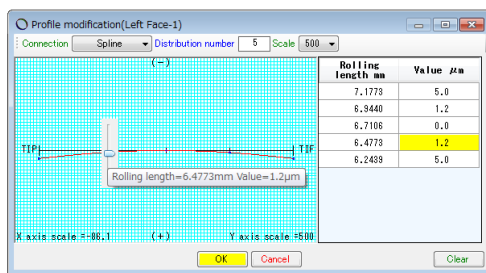 Profile modification(Left Face-1)
Connection Spline Distribution number 5 Scale 500
(-)
TIP TIF
Rolling length=6.4773mm Value=1.2μm
X axis scale =-86.1 (+) Y axis scale =500
Rolling length mm Value μm
7.1773 5.0
6.9440 1.2
6.7106 0.0
6.4773 1.2
6.2439 5.0
OK Cancel Clear